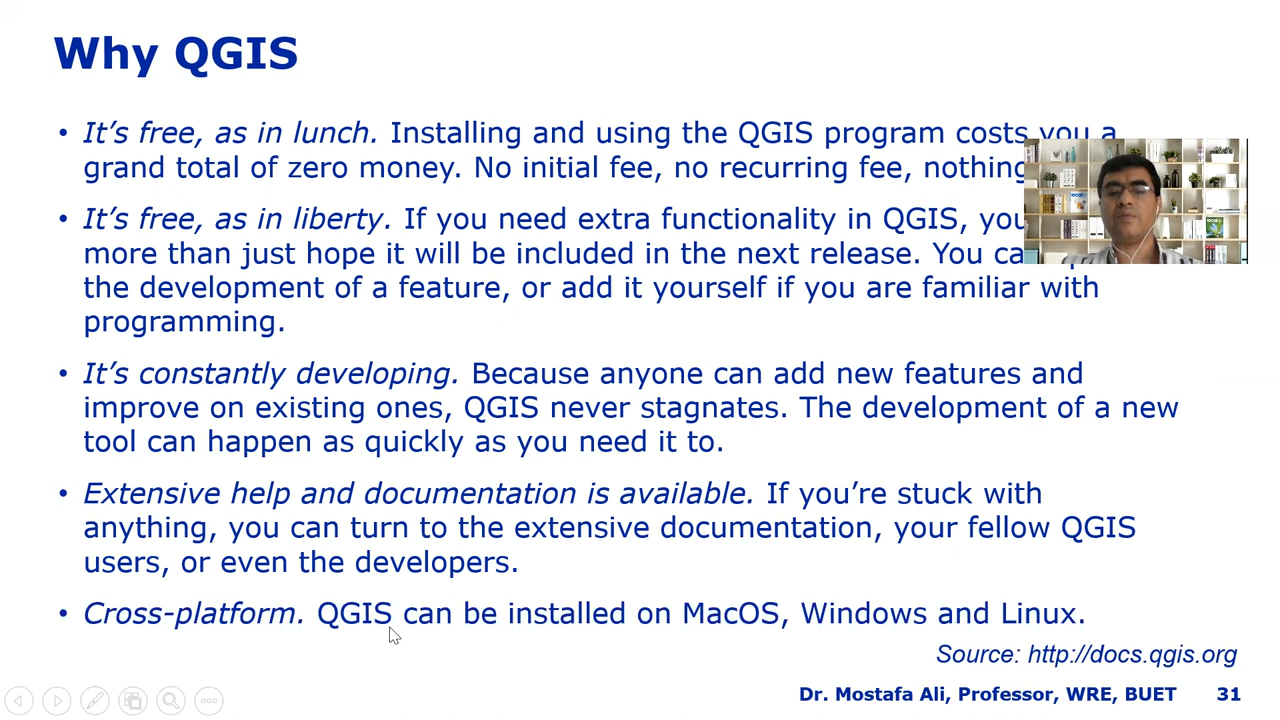 Why QGIS
• It’s free, as in lunch. Installing and using the QGIS program costs you a
grand total of zero money. No initial fee, no recurring fee, nothing
• It’s free, as in liberty. If you need extra functionality in QGIS, you
more than just hope it will be included in the next release. You
the development of a feature, or add it yourself if you are familiar with
programming.
• It’s constantly developing. Because anyone can add new features and
improve on existing ones, QGIS never stagnates. The development of a new
tool can happen as quickly as you need it to.
• Extensive help and documentation is available. If you’re stuck with
anything, you can turn to the extensive documentation, your fellow QGIS
users, or even the developers.
• Cross-platform. QGIS can be installed on MacOS, Windows and Linux.
Source: http://docs.qgis.org
Dr. Mostafa Ali, Professor, WRE, BUET 31